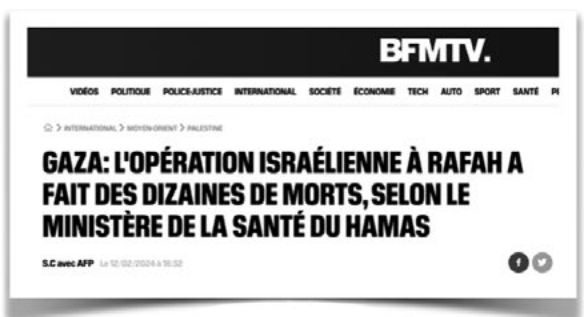 BFMTV.
VIDÉOS POLITIQUE POLICE-JUSTICE INTERNATIONAL SOCIÉTÉ ÉCONOMIE TECH AUTO SPORT SANTÉ
INTERNATIONAL > MOYEN-ORIENT > PALESTINE
GAZA: L'OPÉRATION ISRAÉLIENNE À RAFAH A
FAIT DES DIZAINES DE MORTS, SELON LE
MINISTÈRE DE LA SANTÉ DU HAMAS
S.C avec AFP Le 12/02/2024 à 16:52